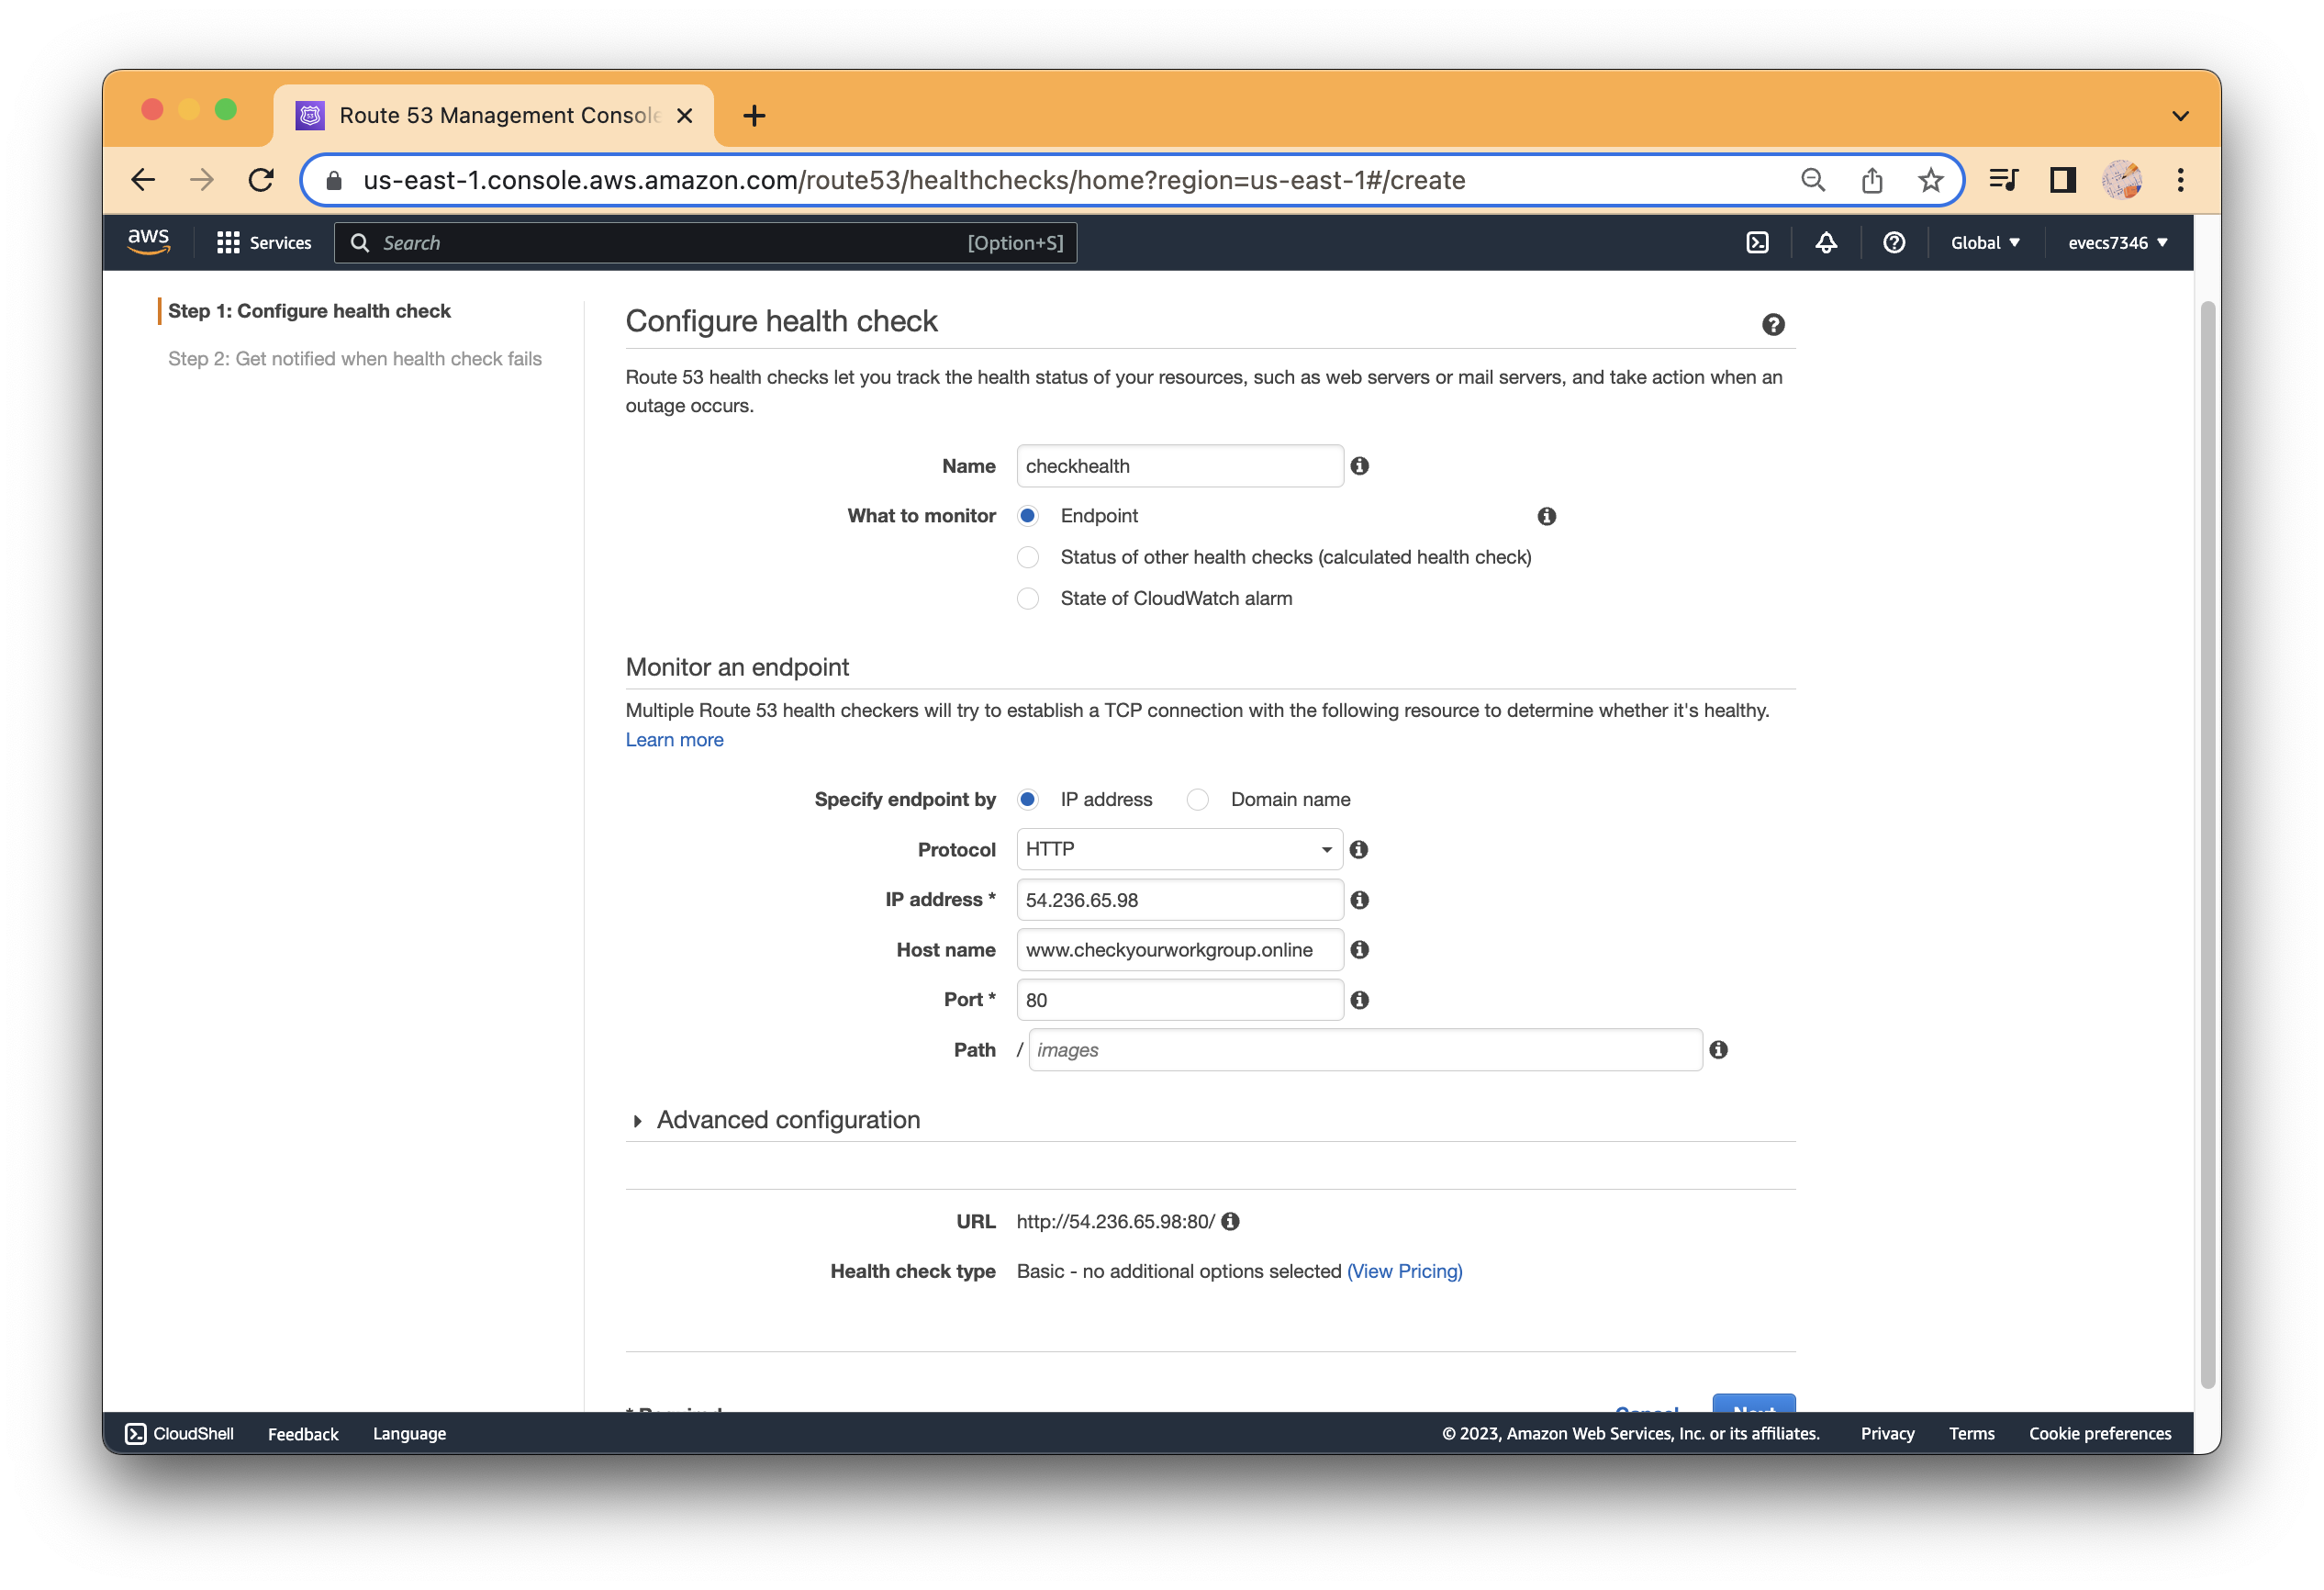 Route 53 Management Console
us-east-1.console.aws.amazon.com/route53/healthchecks/home?region=us-east-1#/create
aws Services Search [Option+S] Global evecs7346
Step 1: Configure health check
Step 2: Get notified when health check fails
Configure health check
Route 53 health checks let you track the health status of your resources, such as web servers or mail servers, and take action when an
outage occurs.
Name checkhealth
What to monitor Endpoint
Status of other health checks (calculated health check)
State of CloudWatch alarm
Monitor an endpoint
Multiple Route 53 health checkers will try to establish a TCP connection with the following resource to determine whether it's healthy.
Learn more
Specify endpoint by IP address Domain name
Protocol HTTP
IP address * 54.236.65.98
Host name www.checkyourworkgroup.online
Port * 80
Path / images
Advanced configuration
URL http://54.236.65.98:80/
Health check type Basic - no additional options selected (View Pricing)
* Required Cancel Next
CloudShell Feedback Language © 2023, Amazon Web Services, Inc. or its affiliates. Privacy Terms Cookie preferences